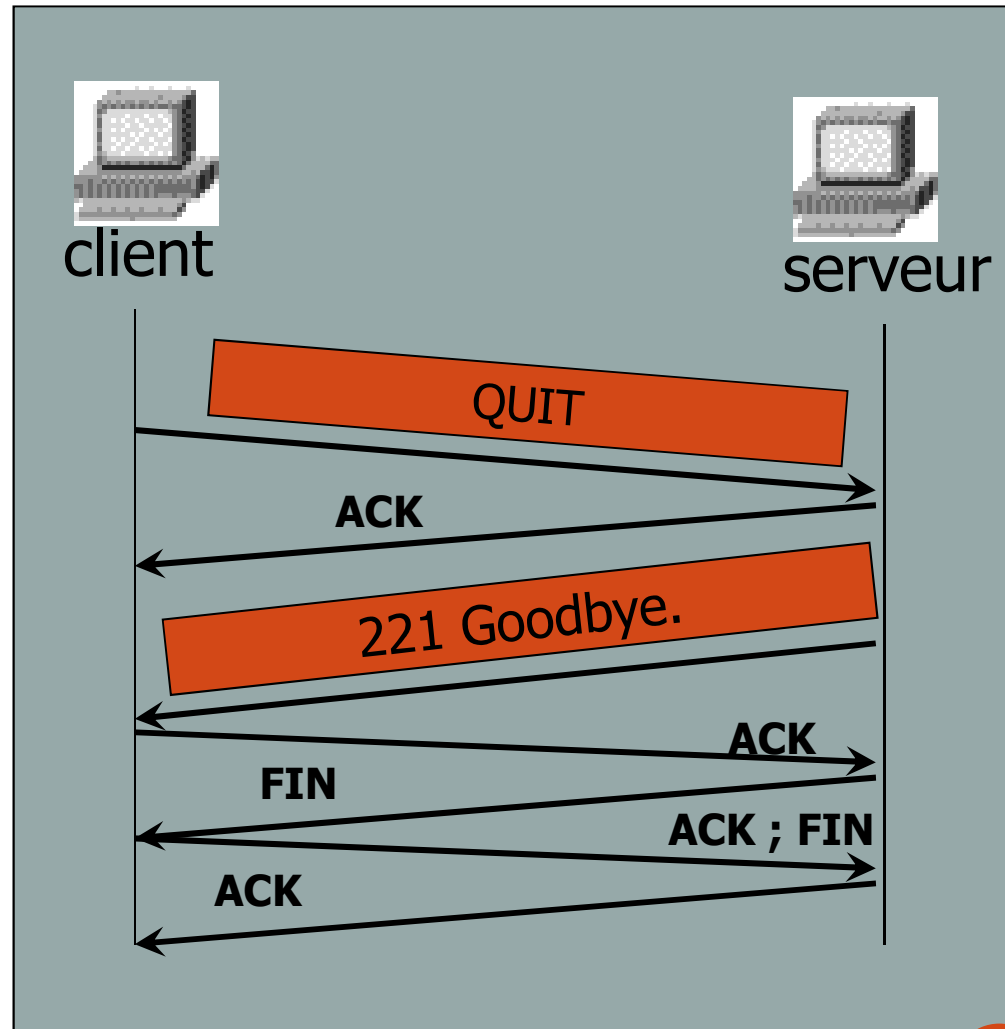 client
serveur
QUIT
ACK
221 Goodbye.
ACK
FIN
ACK ; FIN
ACK